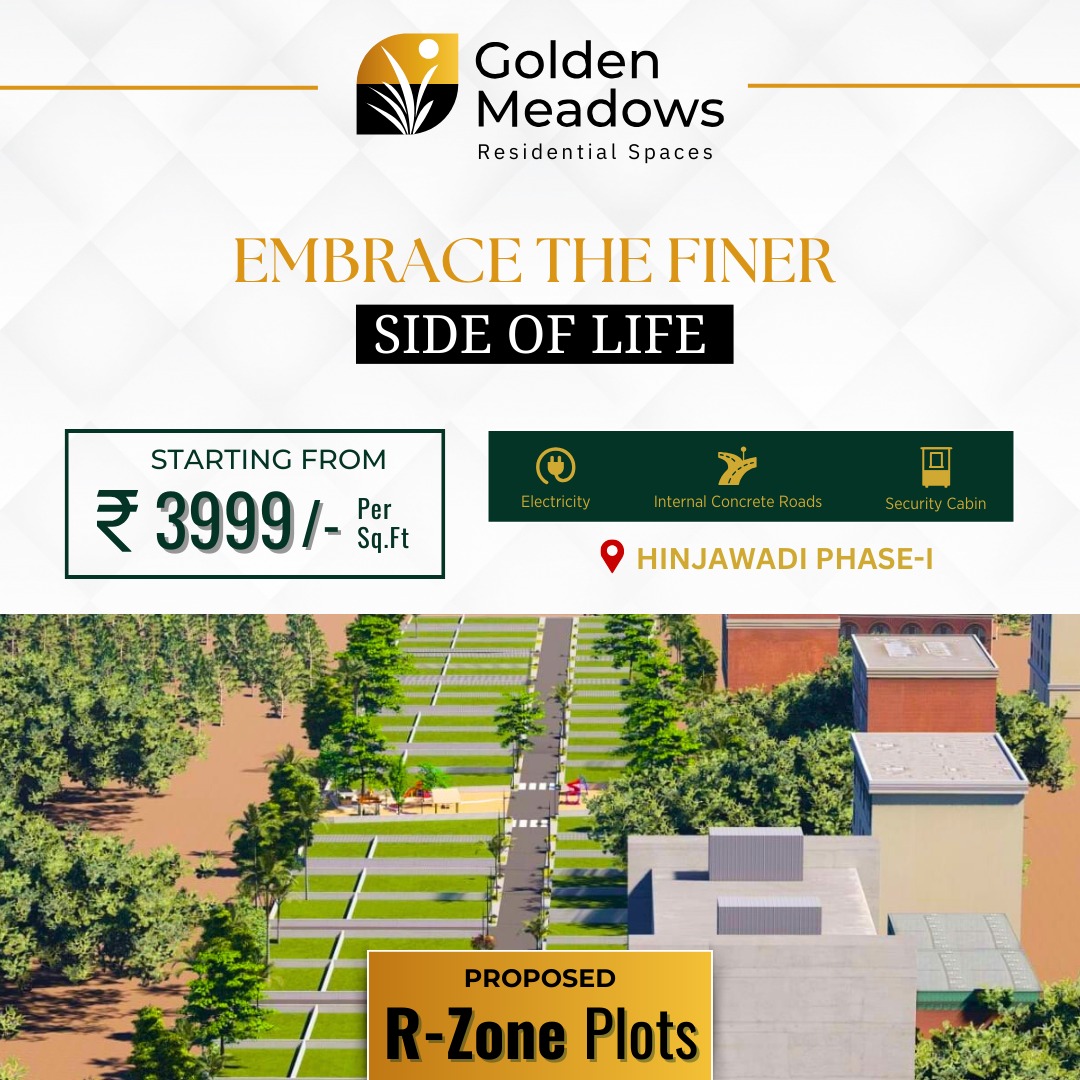 Golden
Meadows
Residential Spaces
EMBRACE THE FINER
SIDE OF LIFE
STARTING FROM
₹ 3999/- Per
Sq.Ft
Electricity
Internal Concrete Roads
Security Cabin
HINJAWADI PHASE-I
PROPOSED
R-Zone Plots